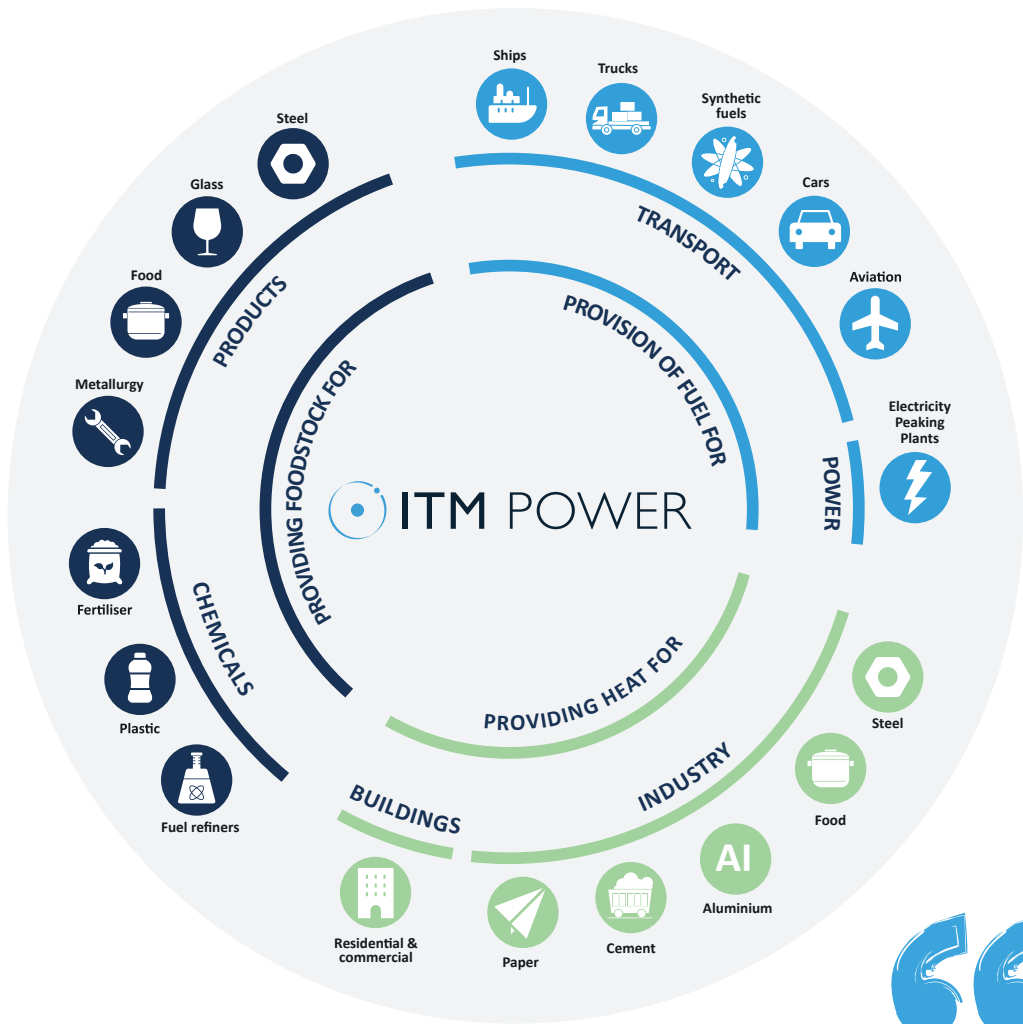 Ships
Trucks
Synthetic
fuels
Cars
Aviation
Electricity
Peaking
Plants
TRANSPORT
POWER
PROVISION OF FUEL FOR
Steel
Glass
Food
Metallurgy
PRODUCTS
PROVIDING FOODSTOCK FOR
ITM POWER
CHEMICALS
Fertiliser
Plastic
Fuel refiners
PROVIDING HEAT FOR
INDUSTRY
BUILDINGS
Steel
Food
Al
Aluminium
Cement
Paper
Residential &
commercial